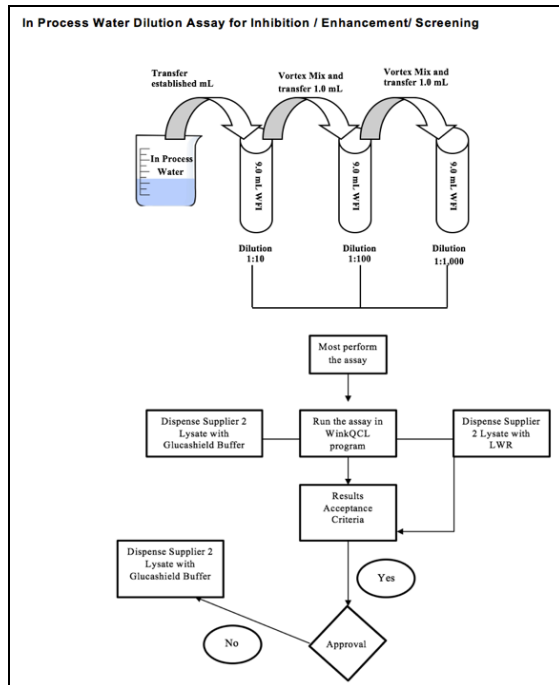 In Process Water Dilution Assay for Inhibition / Enhancement/ Screening
Transfer
established mL
Vortex Mix and
transfer 1.0 mL
Vortex Mix and
transfer 1.0 mL
In Process
Water
9.0 mL WFI
9.0 mL WFI
9.0 mL WFI
Dilution
1:10
Dilution
1:100
Dilution
1:1,000
Most perform
the assay
Dispense Supplier 2
Lysate with
Glucashield Buffer
Run the assay in
WinkQCL
program
Dispense Supplier
2 Lysate with
LWR
Results
Acceptance
Criteria
Dispense Supplier 2
Lysate with
Glucashield Buffer
Yes
No
Approval